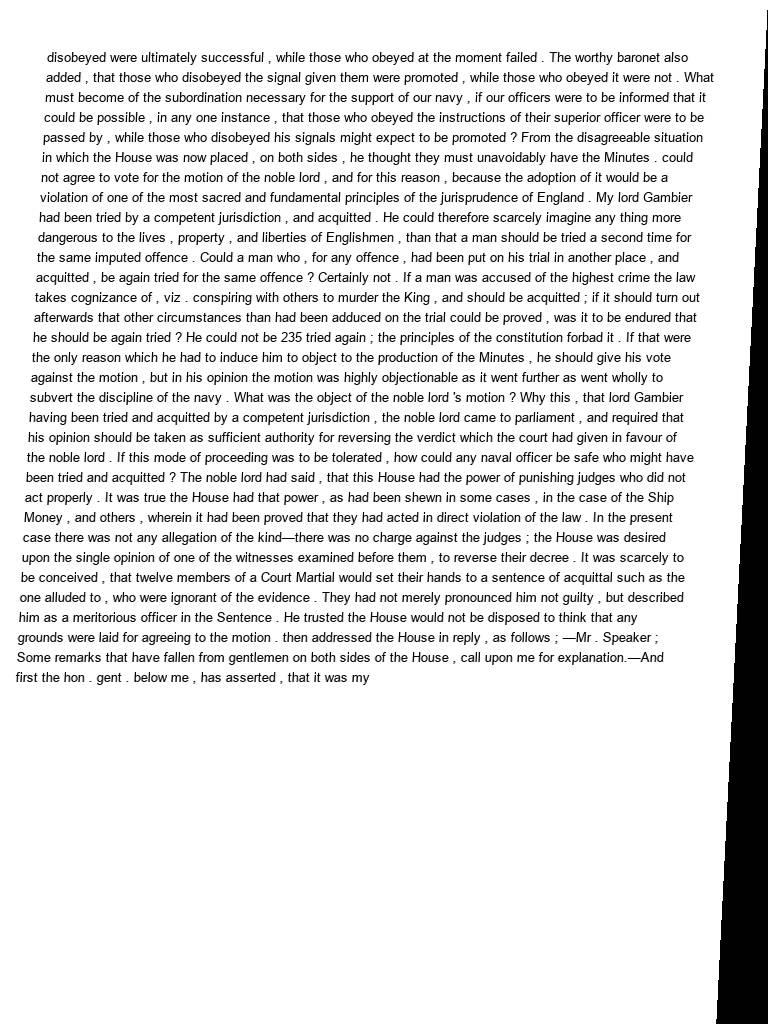 disobeyed were ultimately successful , while those who obeyed at the moment failed . The worthy baronet also
added , that those who disobeyed the signal given them were promoted , while those who obeyed it were not . What
must become of the subordination necessary for the support of our navy , if our officers were to be informed that it
could be possible , in any one instance , that those who obeyed the instructions of their superior officer were to be
passed by , while those who disobeyed his signals might expect to be promoted ? From the disagreeable situation
in which the House was now placed , on both sides , he thought they must unavoidably have the Minutes . could
not agree to vote for the motion of the noble lord , and for this reason , because the adoption of it would be a
violation of one of the most sacred and fundamental principles of the jurisprudence of England . My lord Gambier
had been tried by a competent jurisdiction , and acquitted . He could therefore scarcely imagine any thing more
dangerous to the lives , property , and liberties of Englishmen , than that a man should be tried a second time for
the same imputed offence . Could a man who , for any offence , had been put on his trial in another place , and
acquitted , be again tried for the same offence ? Certainly not . If a man was accused of the highest crime the law
takes cognizance of , viz . conspiring with others to murder the King , and should be acquitted ; if it should turn out
afterwards that other circumstances than had been adduced on the trial could be proved , was it to be endured that
he should be again tried ? He could not be 235 tried again ; the principles of the constitution forbad it . If that were
the only reason which he had to induce him to object to the production of the Minutes , he should give his vote
against the motion , but in his opinion the motion was highly objectionable as it went further as went wholly to
subvert the discipline of the navy . What was the object of the noble lord 's motion ? Why this , that lord Gambier
having been tried and acquitted by a competent jurisdiction , the noble lord came to parliament , and required that
his opinion should be taken as sufficient authority for reversing the verdict which the court had given in favour of
the noble lord . If this mode of proceeding was to be tolerated , how could any naval officer be safe who might have
been tried and acquitted ? The noble lord had said , that this House had the power of punishing judges who did not
act properly . It was true the House had that power , as had been shewn in some cases , in the case of the Ship
Money , and others , wherein it had been proved that they had acted in direct violation of the law . In the present
case there was not any allegation of the kind—there was no charge against the judges ; the House was desired
upon the single opinion of one of the witnesses examined before them , to reverse their decree . It was scarcely to
be conceived , that twelve members of a Court Martial would set their hands to a sentence of acquittal such as the
one alluded to , who were ignorant of the evidence . They had not merely pronounced him not guilty , but described
him as a meritorious officer in the Sentence . He trusted the House would not be disposed to think that any
grounds were laid for agreeing to the motion . then addressed the House in reply , as follows ; —Mr . Speaker ;
Some remarks that have fallen from gentlemen on both sides of the House , call upon me for explanation.—And
first the hon . gent . below me , has asserted , that it was my